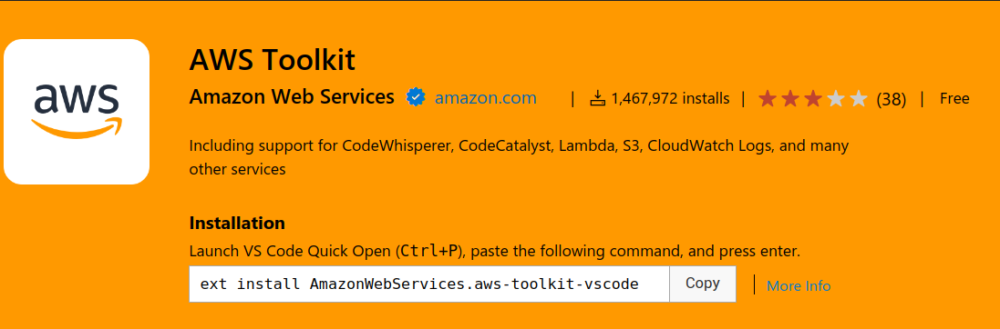 aws
AWS Toolkit
Amazon Web Services amazon.com | 1,467,972 installs | (38) | Free
Including support for CodeWhisperer, CodeCatalyst, Lambda, S3, CloudWatch Logs, and many
other services
Installation
Launch VS Code Quick Open (Ctrl+P), paste the following command, and press enter.
ext install AmazonWebServices.aws-toolkit-vscode Copy | More Info